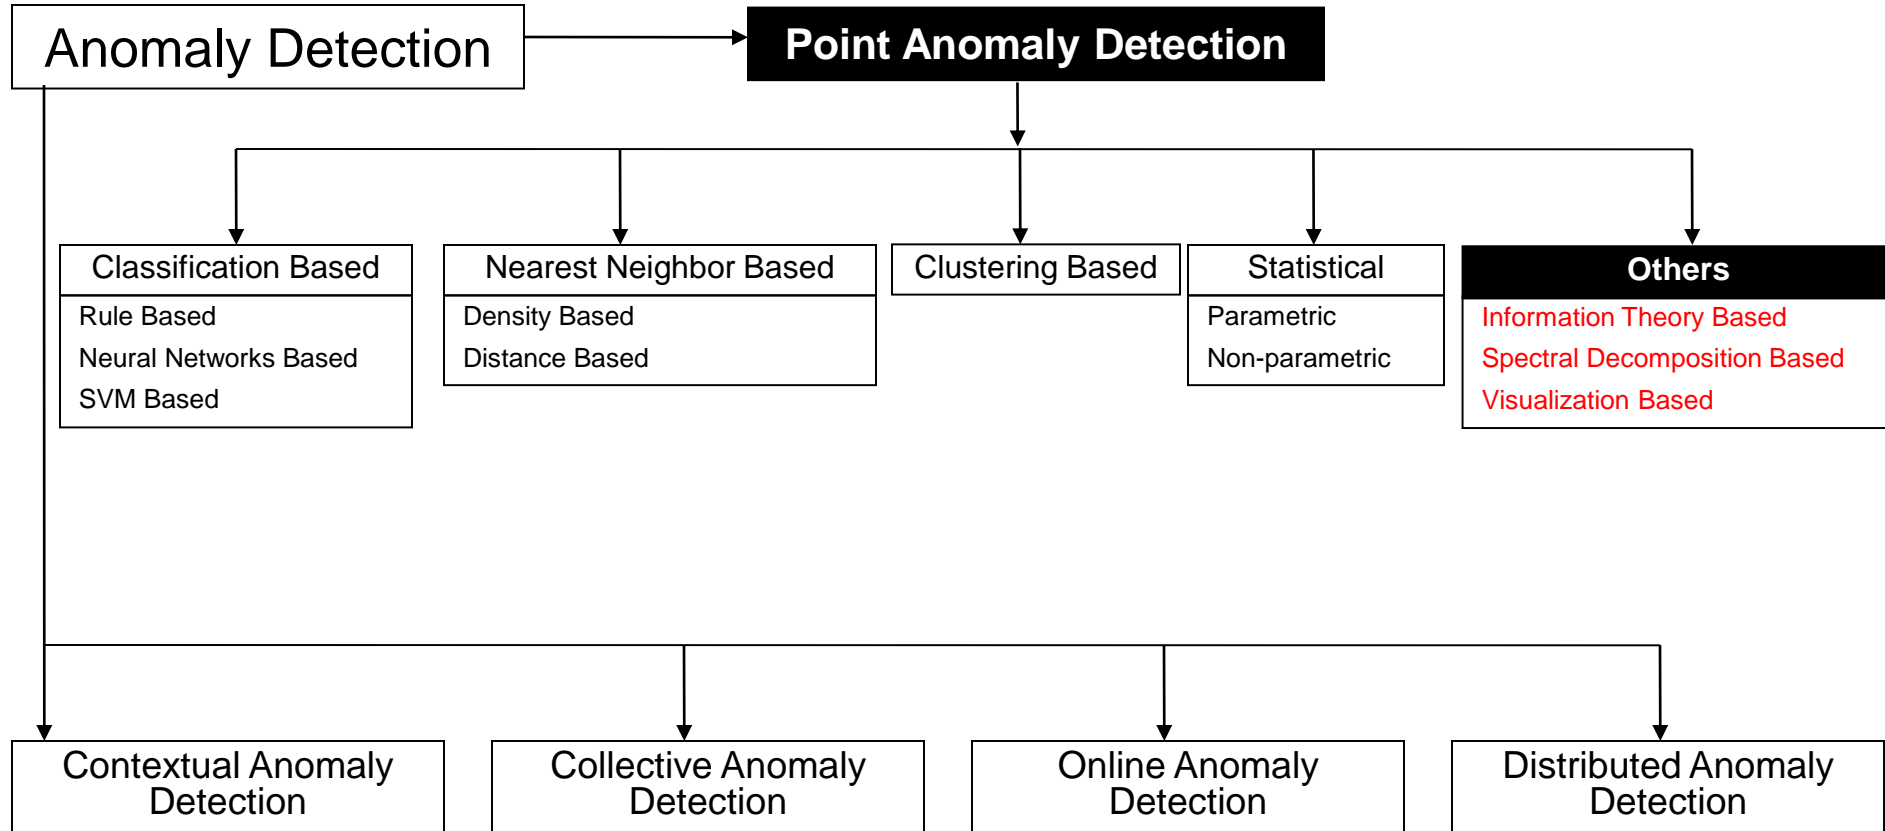 Anomaly Detection
Point Anomaly Detection
Classification Based
Rule Based
Neural Networks Based
SVM Based
Nearest Neighbor Based
Density Based
Distance Based
Clustering Based
Statistical
Parametric
Non-parametric
Others
Information Theory Based
Spectral Decomposition Based
Visualization Based
Contextual Anomaly
Detection
Collective Anomaly
Detection
Online Anomaly
Detection
Distributed Anomaly
Detection